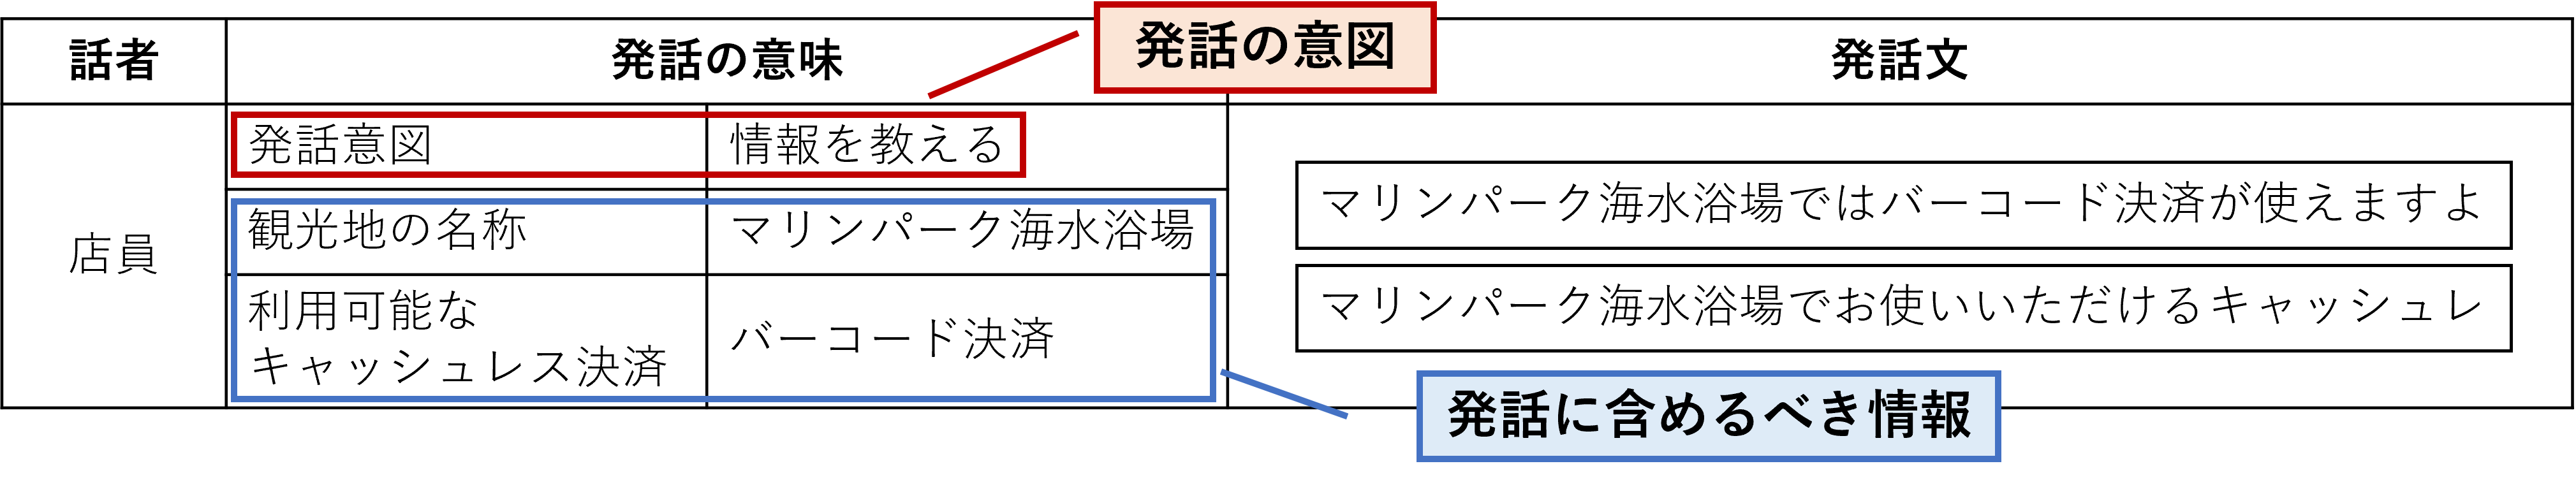 発話の意図
話者
発話の意味
発話文
発話意図
情報を教える
店員
観光地の名称
マリンパーク海水浴場
利用可能な
キャッシュレス決済
バーコード決済
マリンパーク海水浴場ではバーコード決済が使えますよ
マリンパーク海水浴場でお使いいただけるキャッシュレ
発話に含めるべき情報